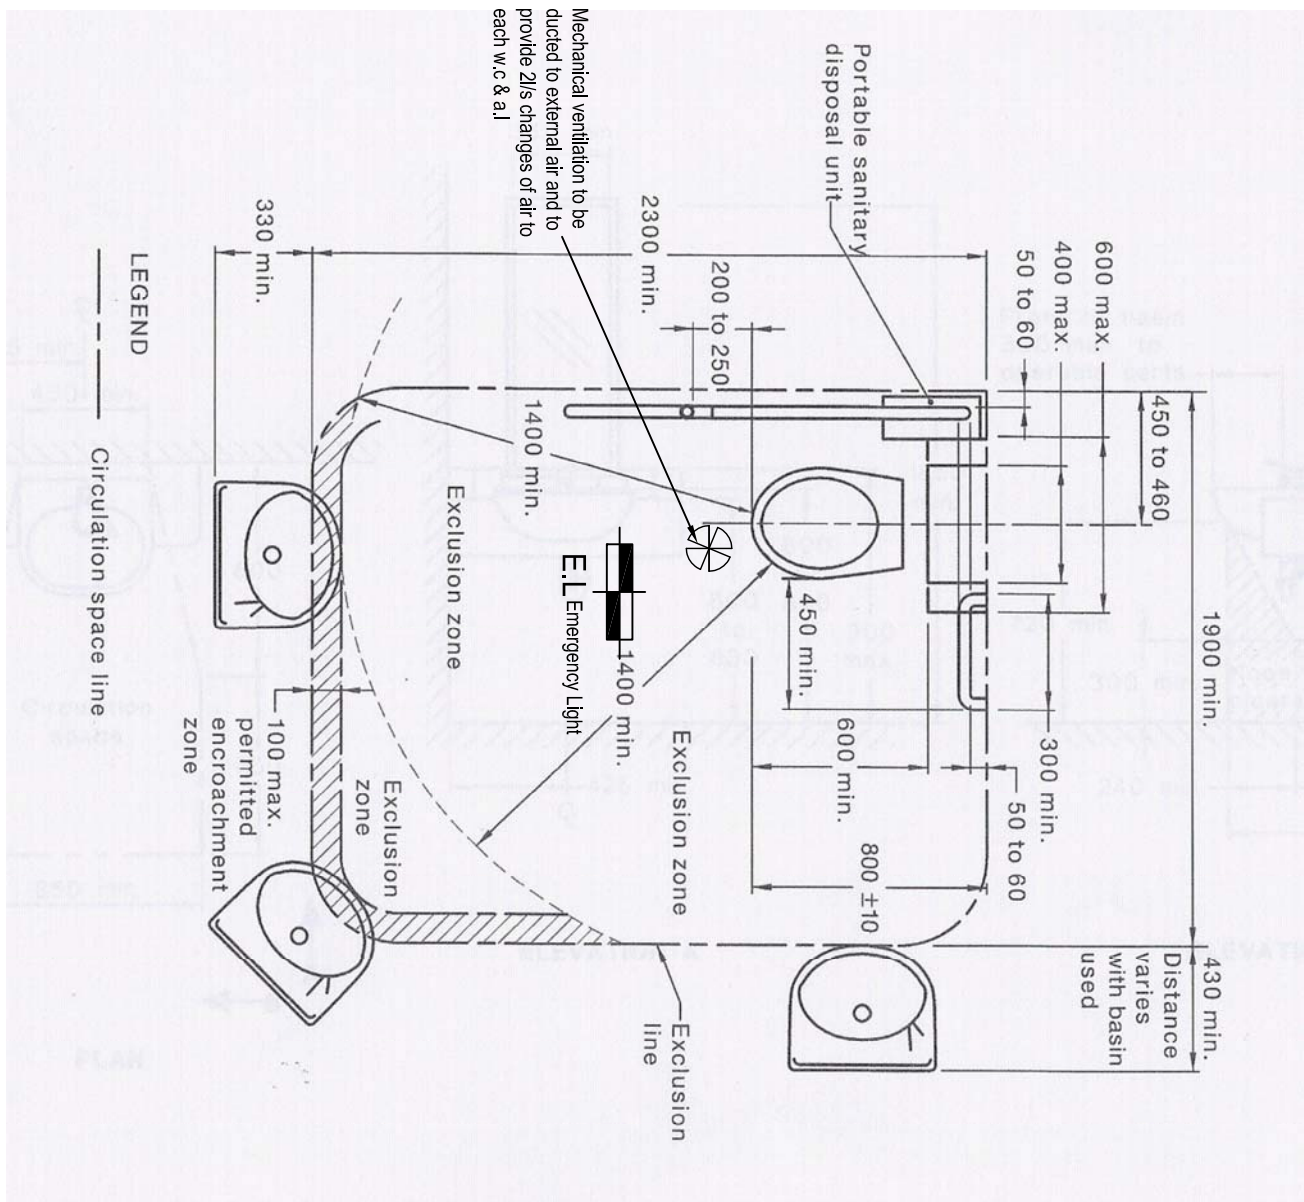 Mechanical ventilation to be
ducted to external air and to
provide 2l/s changes of air to
each w.c & a.l
Portable sanitary
disposal unit
600 max.
400 max.
50 to 60
450 to 460
1900 min.
430 min.
Distance
varies
with basin
used
2300 min.
200 to 250
330 min.
1400 min.
450 min.
300 min.
50 to 60
600 min.
800 ±10
E.L Emergency Light
1400 min.
Exclusion zone
Exclusion zone
Exclusion
zone
Exclusion
line
100 max.
permitted
encroachment
zone
LEGEND
Circulation space line
ELEVATION A
PLAN